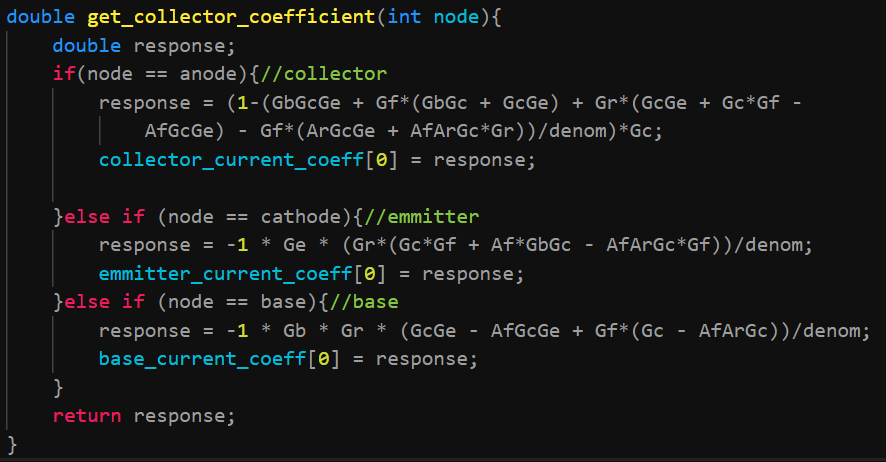 double get_collector_coefficient(int node){
    double response;
    if(node == anode){//collector
        response = (1-(GbGcGe + Gf*(GbGc + GcGe) + Gr*(GcGe + Gc*Gf -
            AfGcGe) - Gf*(ArGcGe + AfArGc*Gr))/denom)*Gc;
        collector_current_coeff[0] = response;

    }else if (node == cathode){//emmitter
        response = -1 * Ge * (Gr*(Gc*Gf + Af*GbGc - AfArGc*Gf))/denom;
        emmitter_current_coeff[0] = response;
    }else if (node == base){//base
        response = -1 * Gb * Gr * (GcGe - AfGcGe + Gf*(Gc - AfArGc))/denom;
        base_current_coeff[0] = response;
    }
    return response;
}